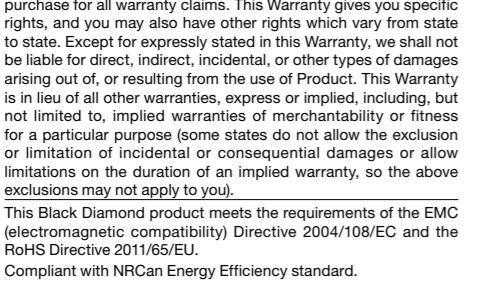 purchase for all warranty claims. This Warranty gives you specific
rights, and you may also have other rights which vary from state
to state. Except for expressly stated in this Warranty, we shall not
be liable for direct, indirect, incidental, or other types of damages
arising out of, or resulting from the use of Product. This Warranty
is in lieu of all other warranties, express or implied, including, but
not limited to, implied warranties of merchantability or fitness
for a particular purpose (some states do not allow the exclusion
or limitation of incidental or consequential damages or allow
limitations on the duration of an implied warranty, so the above
exclusions may not apply to you).
This Black Diamond product meets the requirements of the EMC
(electromagnetic compatibility) Directive 2004/108/EC and the
RoHS Directive 2011/65/EU.
Compliant with NRCan Energy Efficiency standard.